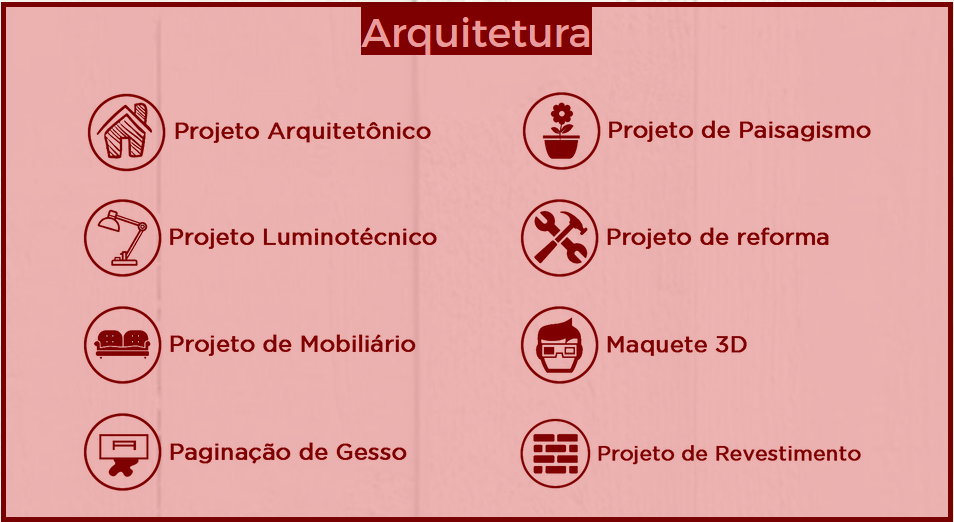 Arquitetura
Projeto Arquitetônico
Projeto de Paisagismo
Projeto Luminotécnico
Projeto de reforma
Projeto de Mobiliário
Maquete 3D
Paginação de Gesso
Projeto de Revestimento